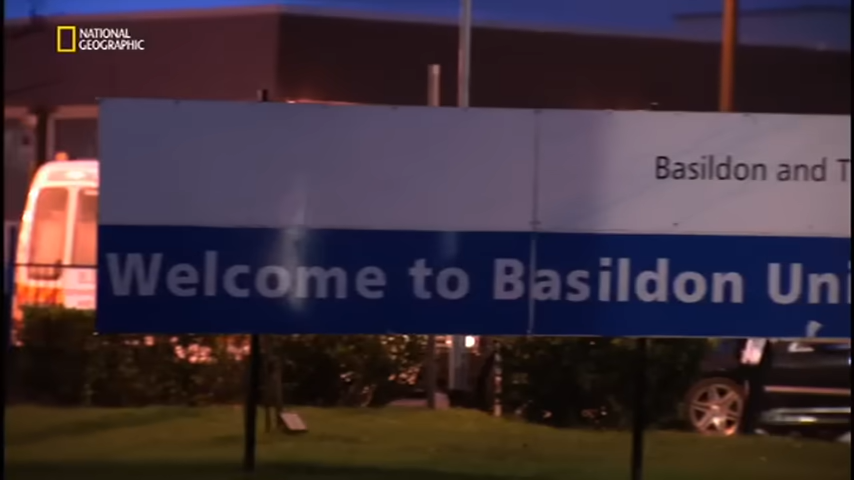 NATIONAL
GEOGRAPHIC
Basildon and T
Welcome to Basildon Uni